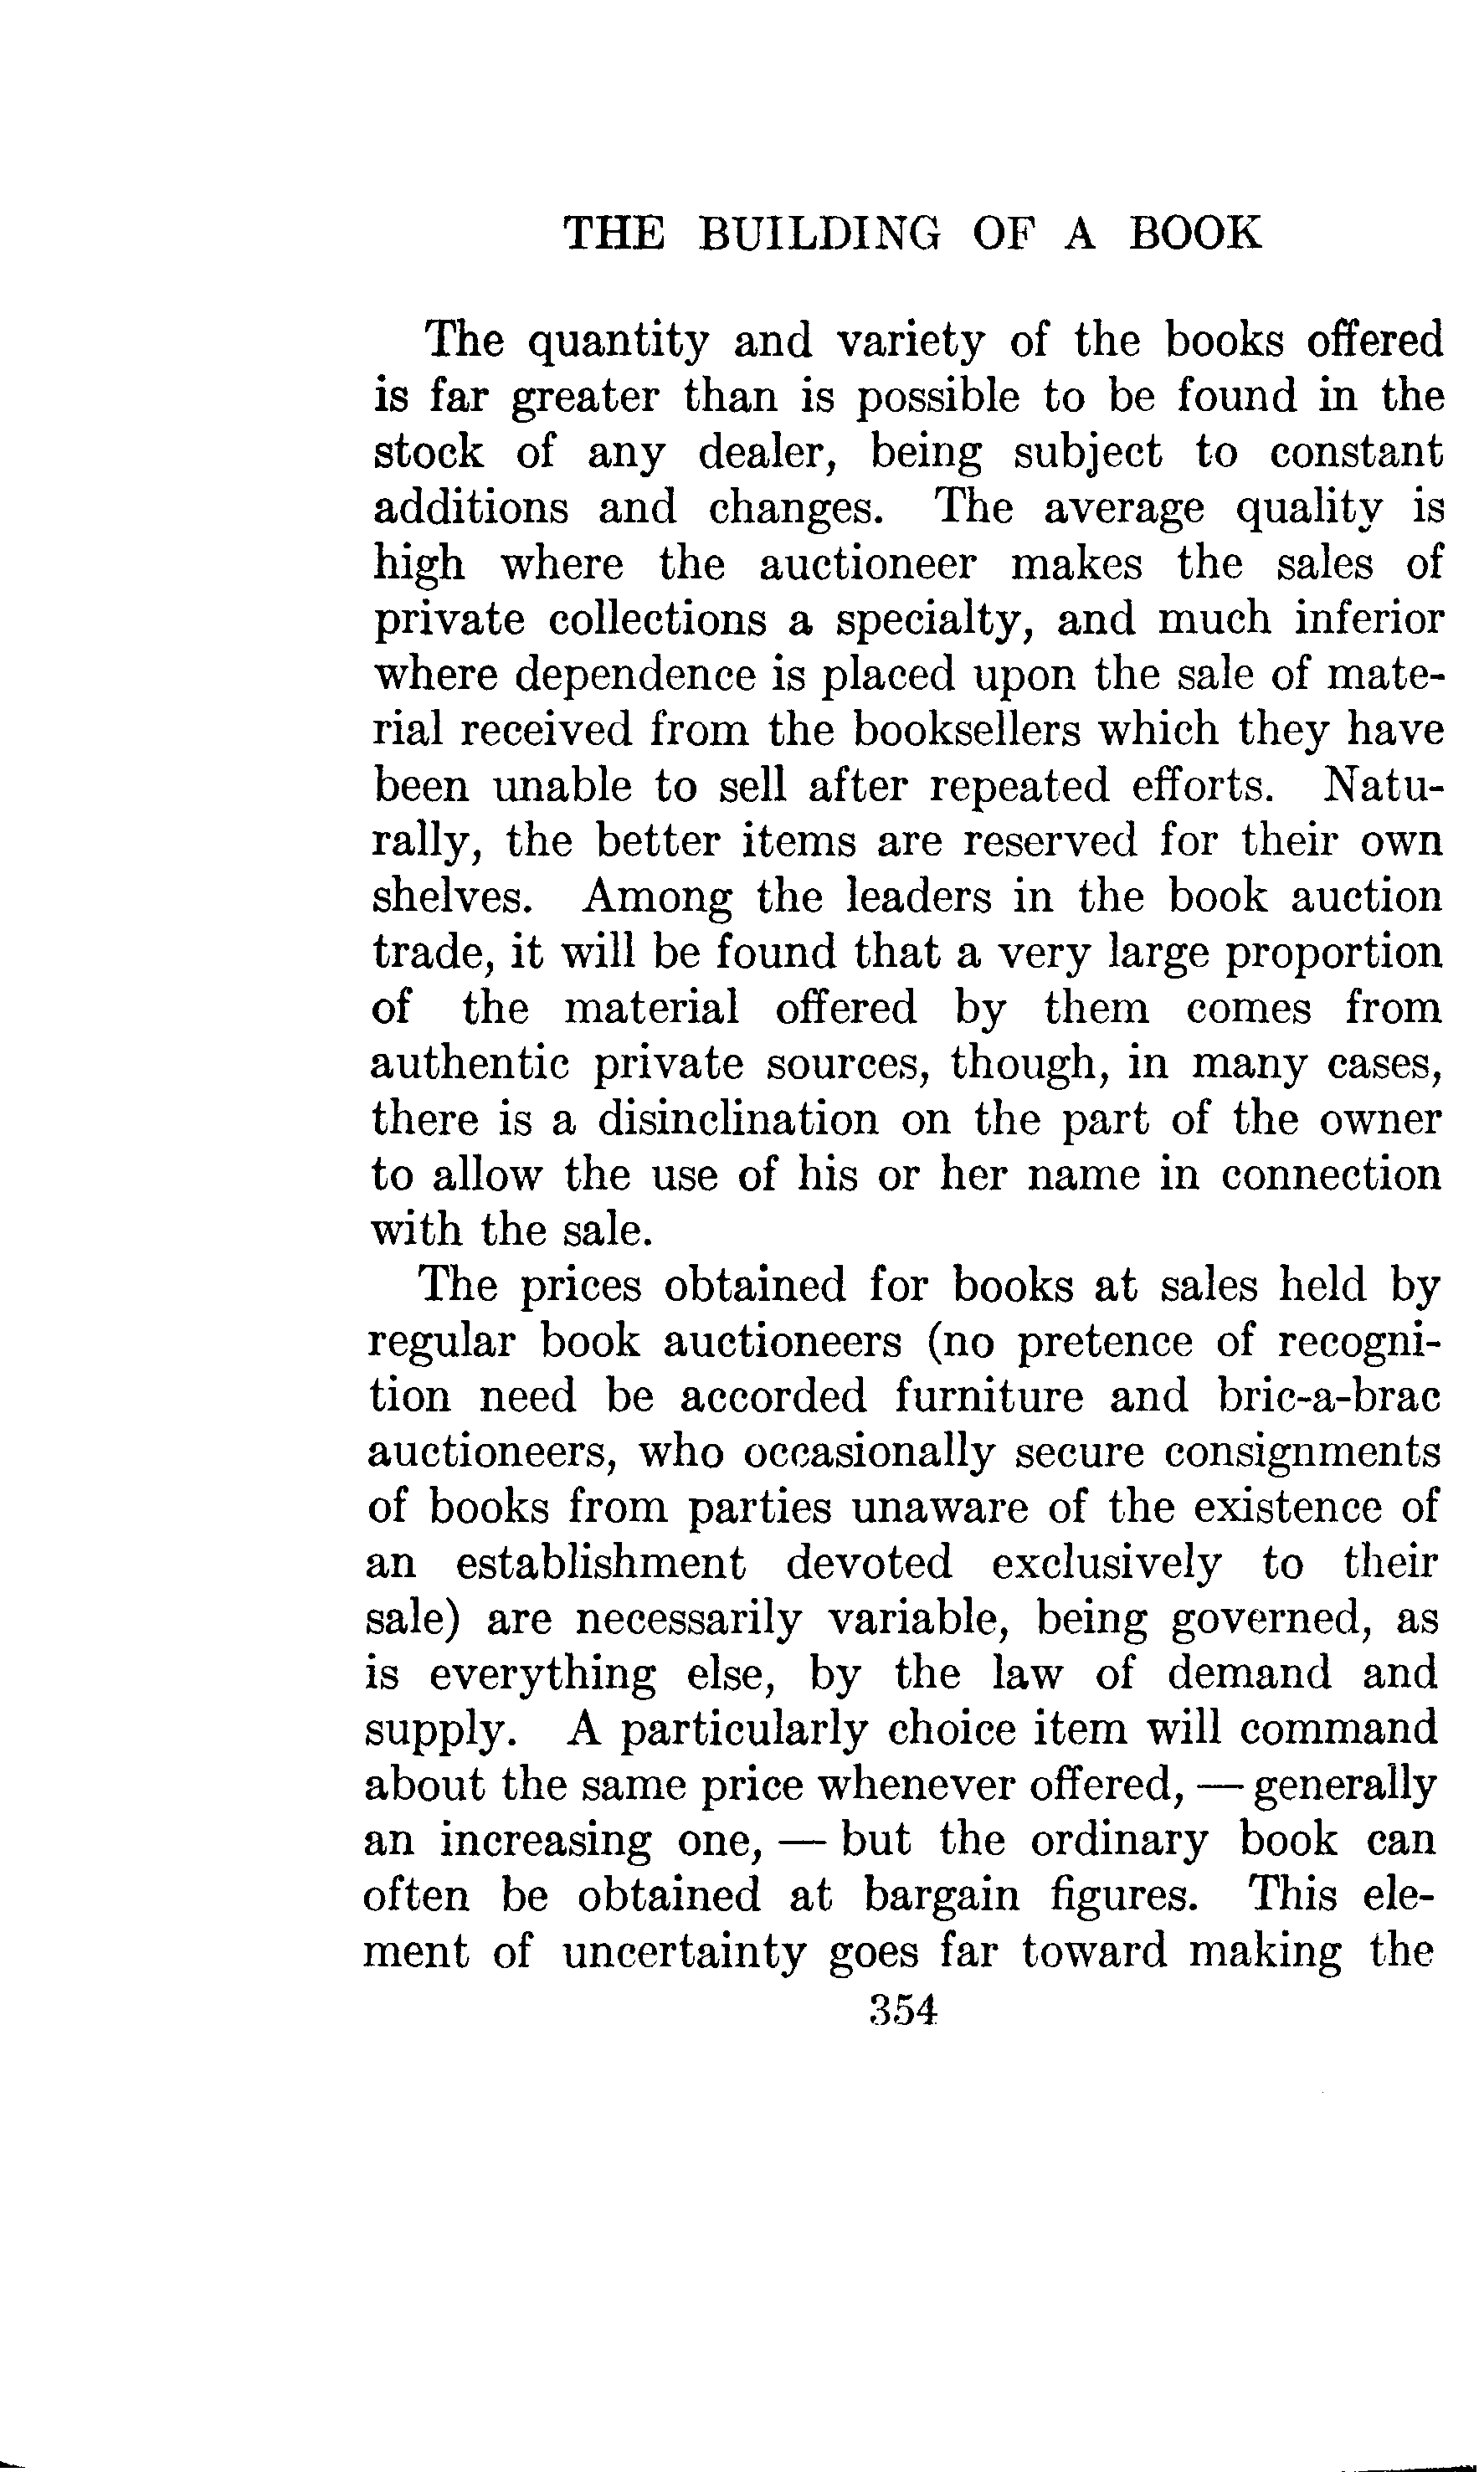 THE BUILDING OF A BOOK
The quantity and variety of the books offered
is far greater than is possible to be found in the
stock of any dealer, being subject to constant
additions and changes. The average quality is
high where the auctioneer makes the sales of
private collections a specialty, and much inferior
where dependence is placed upon the sale of mate-
rial received from the booksellers which they have
been unable to sell after repeated efforts. Natu-
rally, the better items are reserved for their own
shelves. Among the leaders in the book auction
trade, it will be found that a very large proportion
of the material offered by them comes from
authentic private sources, though, in many cases,
there is a disinclination on the part of the owner
to allow the use of his or her name in connection
with the sale.
The prices obtained for books at sales held by
regular book auctioneers (no pretence of recogni-
tion need be accorded furniture and bric-a-brac
auctioneers, who occasionally secure consignments
of books from parties unaware of the existence of
an establishment devoted exclusively to their
sale) are necessarily variable, being governed, as
is everything else, by the law of demand and
supply. A particularly choice item will command
about the same price whenever offered, — generally
an increasing one, — but the ordinary book can
often be obtained at bargain figures. This ele-
ment of uncertainty goes far toward making the
354